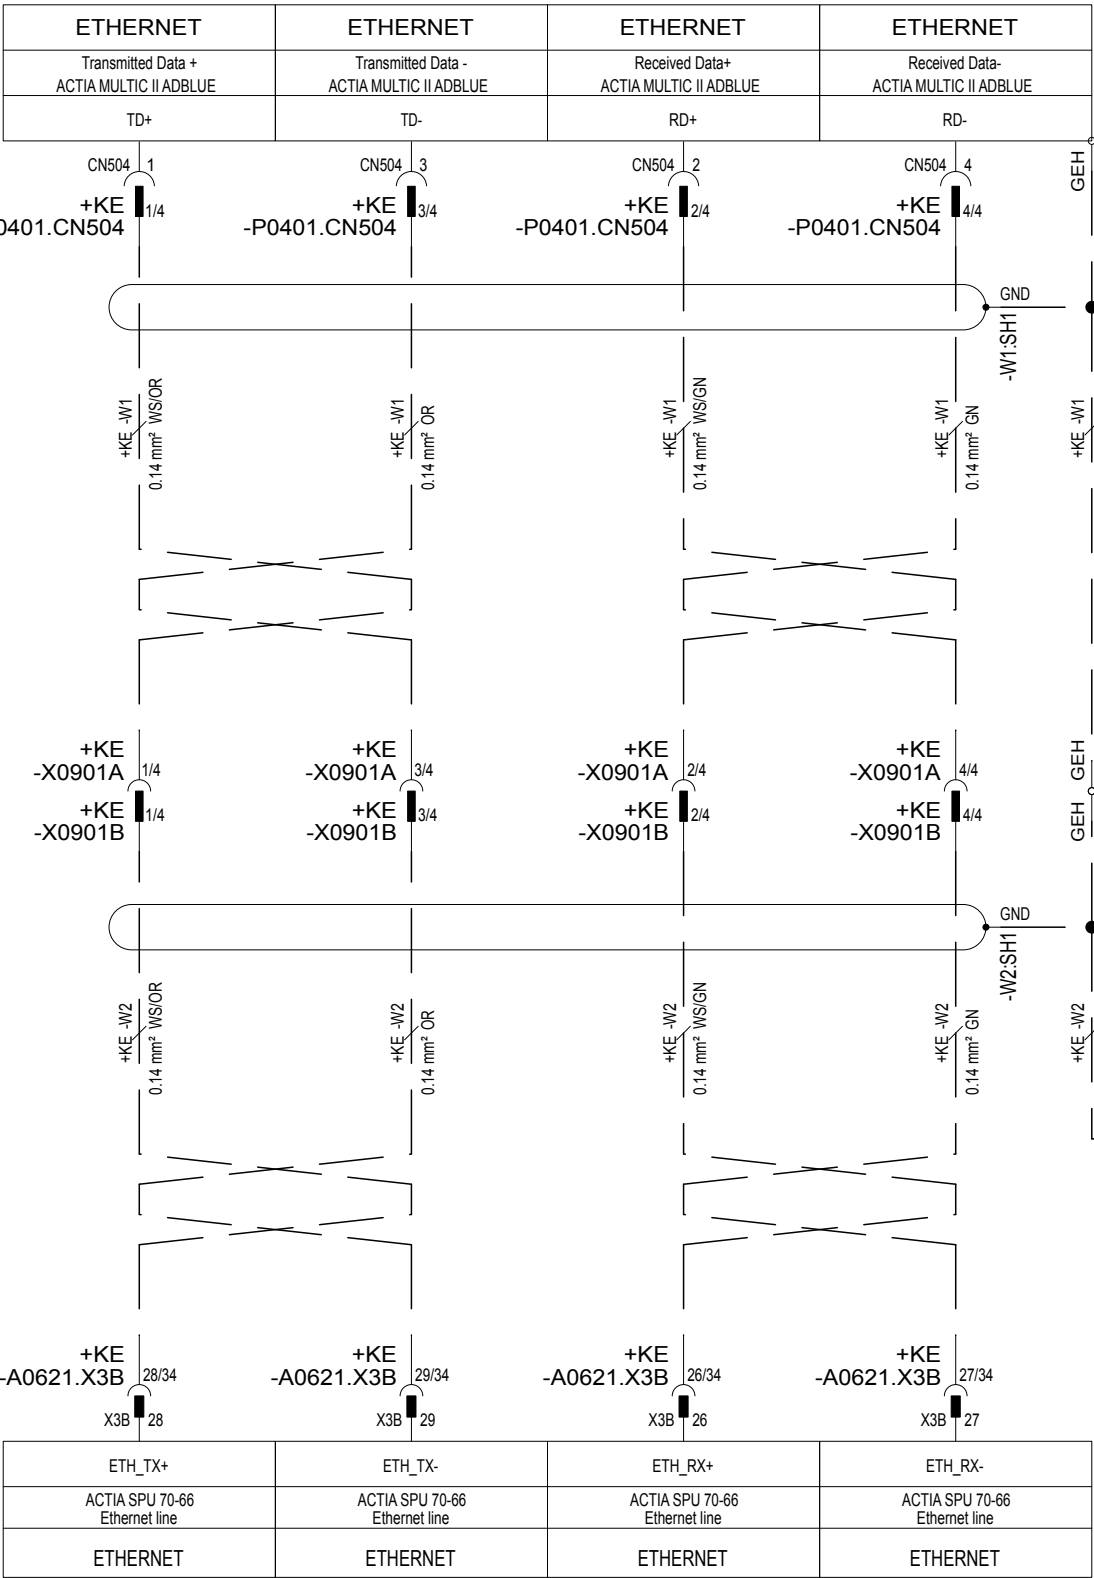 ETHERNET ETHERNET ETHERNET ETHERNET
Transmitted Data + Transmitted Data - Received Data+ Received Data-
ACTIA MULTIC II ADBLUE ACTIA MULTIC II ADBLUE ACTIA MULTIC II ADBLUE ACTIA MULTIC II ADBLUE
TD+ TD- RD+ RD-
CN504 1 CN504 3 CN504 2 CN504 4
GEH
+KE 1/4 +KE 3/4 +KE 2/4 +KE 4/4
0401.CN504 -P0401.CN504 -P0401.CN504 -P0401.CN504
GND
-W1:SH1
+KE -W1 0.14 mm² WS/OR +KE -W1 0.14 mm² OR +KE -W1 0.14 mm² WS/GN +KE -W1 0.14 mm² GN +KE -W1
+KE +KE +KE +KE
-X0901A 1/4 -X0901A 3/4 -X0901A 2/4 -X0901A 4/4 GEH
+KE 1/4 +KE 3/4 +KE 2/4 +KE 4/4 GEH
-X0901B -X0901B -X0901B -X0901B
GND
-W2:SH1
+KE -W2 0.14 mm² WS/OR +KE -W2 0.14 mm² OR +KE -W2 0.14 mm² WS/GN +KE -W2 0.14 mm² GN +KE -W2
+KE +KE +KE +KE
-A0621.X3B 28/34 -A0621.X3B 29/34 -A0621.X3B 26/34 -A0621.X3B 27/34
X3B 28 X3B 29 X3B 26 X3B 27
ETH_TX+ ETH_TX- ETH_RX+ ETH_RX-
ACTIA SPU 70-66 ACTIA SPU 70-66 ACTIA SPU 70-66 ACTIA SPU 70-66
Ethernet line Ethernet line Ethernet line Ethernet line
ETHERNET ETHERNET ETHERNET ETHERNET